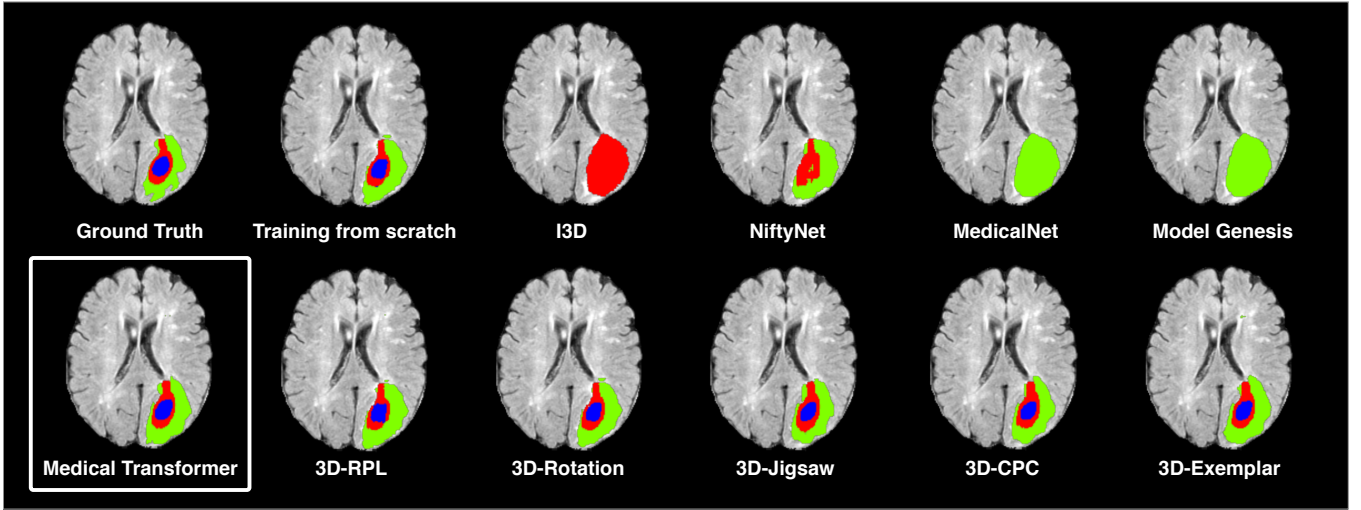 Ground Truth
Training from scratch
I3D
NiftyNet
MedicalNet
Model Genesis
Medical Transformer
3D-RPL
3D-Rotation
3D-Jigsaw
3D-CPC
3D-Exemplar